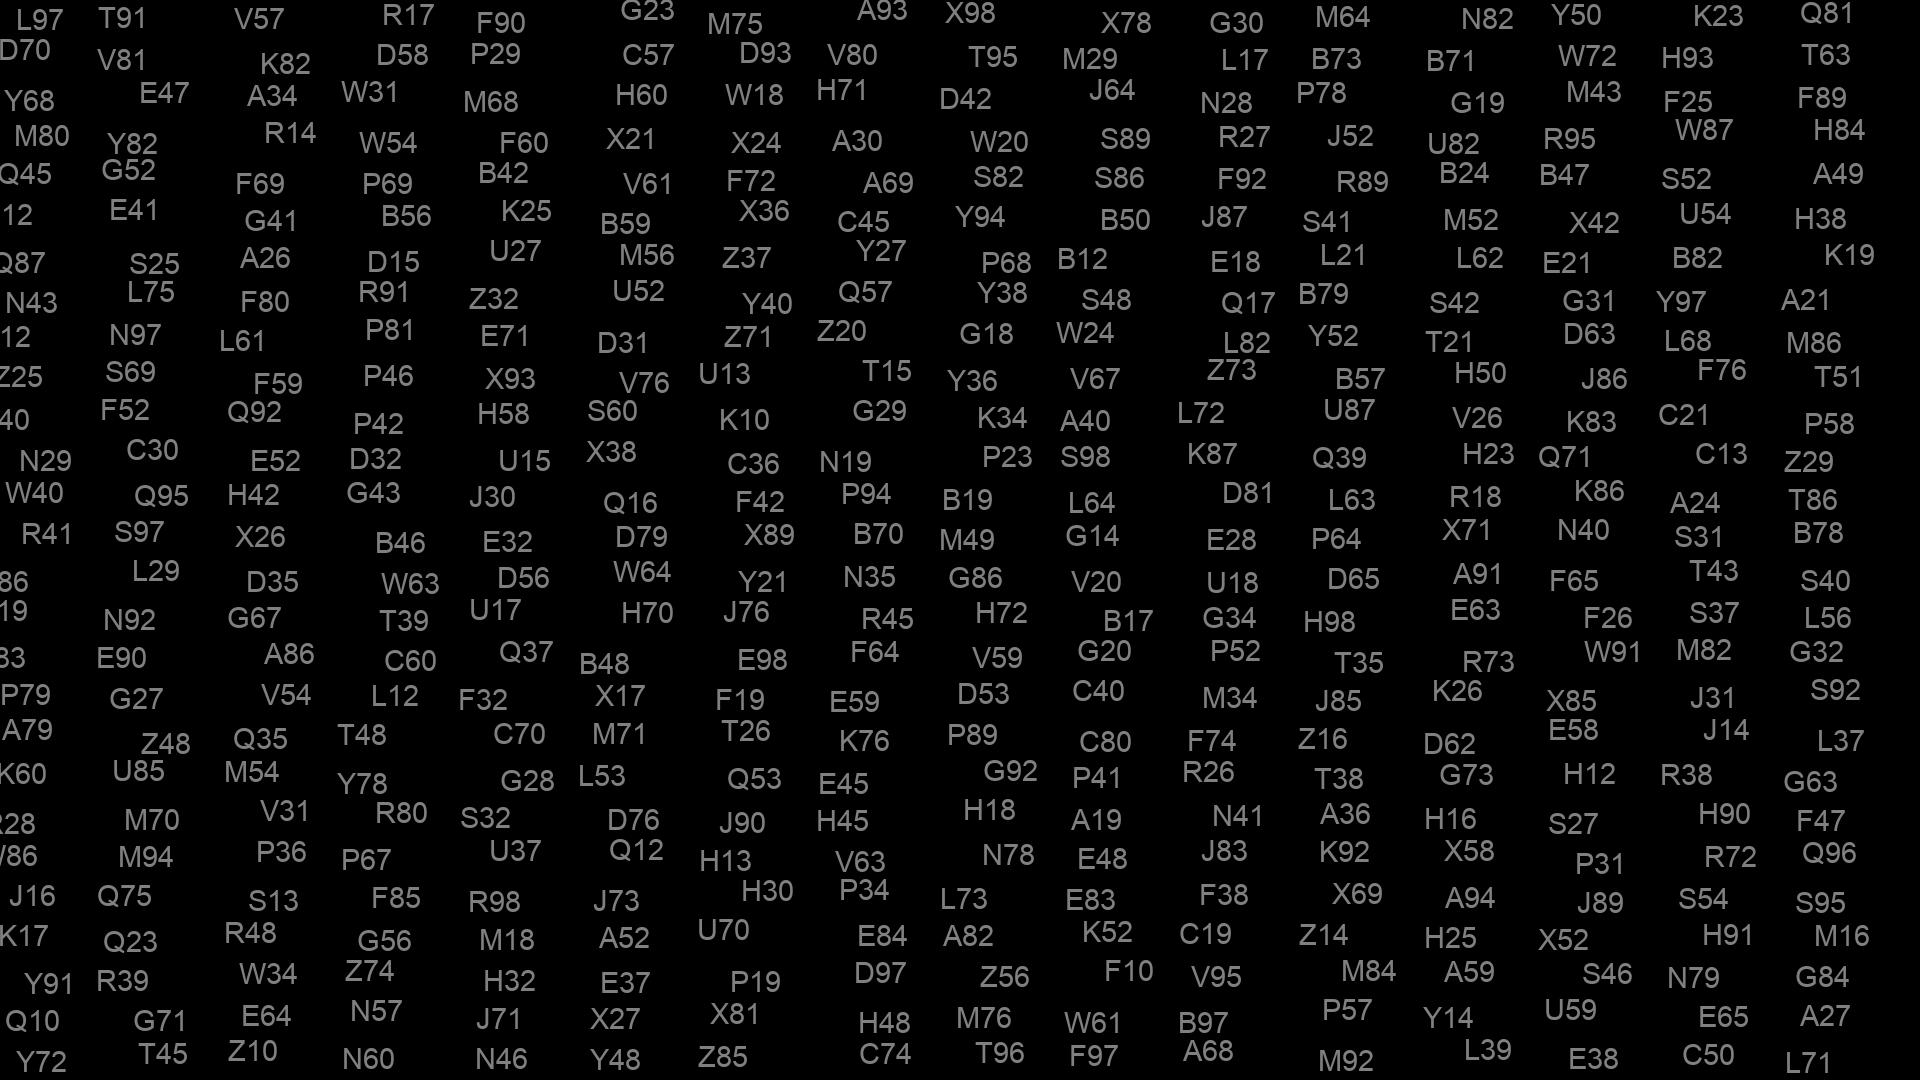 L97 T91 V57 R17 F90 G23 M75 A93 X98 X78 G30 M64 N82 Y50 K23 Q81
D70 V81 K82 D58 P29 C57 D93 V80 T95 M29 L17 B73 B71 W72 H93 T63
Y68 E47 A34 W31 M68 H60 W18 H71 D42 J64 N28 P78 G19 M43 F25 F89
M80 Y82 R14 W54 F60 X21 X24 A30 W20 S89 R27 J52 U82 R95 W87 H84
Q45 G52 F69 P69 B42 V61 F72 A69 S82 S86 F92 R89 B24 B47 S52 A49
12 E41 G41 B56 K25 B59 X36 C45 Y94 B50 J87 S41 M52 X42 U54 H38
Q87 S25 A26 D15 U27 M56 Z37 Y27 P68 B12 E18 L21 L62 E21 B82 K19
N43 L75 F80 R91 Z32 U52 Y40 Q57 Y38 S48 Q17 B79 S42 G31 Y97 A21
12 N97 L61 P81 E71 D31 Z71 Z20 G18 W24 L82 Y52 T21 D63 L68 M86
Z25 S69 F59 P46 X93 V76 U13 T15 Y36 V67 Z73 B57 H50 J86 F76 T51
40 F52 Q92 P42 H58 S60 K10 G29 K34 A40 L72 U87 V26 K83 C21 P58
N29 C30 E52 D32 U15 X38 C36 N19 P23 S98 K87 Q39 H23 Q71 C13 Z29
W40 Q95 H42 G43 J30 Q16 F42 P94 B19 L64 D81 L63 R18 K86 A24 T86
R41 S97 X26 B46 E32 D79 X89 B70 M49 G14 E28 P64 X71 N40 S31 B78
86 L29 D35 W63 D56 W64 Y21 N35 G86 V20 U18 D65 A91 F65 T43 S40
19 N92 G67 T39 U17 H70 J76 R45 H72 B17 G34 H98 E63 F26 S37 L56
83 E90 A86 C60 Q37 B48 E98 F64 V59 G20 P52 T35 R73 W91 M82 G32
P79 G27 V54 L12 F32 X17 F19 E59 D53 C40 M34 J85 K26 X85 J31 S92
A79 Z48 Q35 T48 C70 M71 T26 K76 P89 C80 F74 Z16 D62 E58 J14 L37
K60 U85 M54 Y78 G28 L53 Q53 E45 G92 P41 R26 T38 G73 H12 R38 G63
R28 M70 V31 R80 S32 D76 J90 H45 H18 A19 N41 A36 H16 S27 H90 F47
86 M94 P36 P67 U37 Q12 H13 V63 N78 E48 J83 K92 X58 P31 R72 Q96
J16 Q75 S13 F85 R98 J73 H30 P34 L73 E83 F38 X69 A94 J89 S54 S95
K17 Q23 R48 G56 M18 A52 U70 E84 A82 K52 C19 Z14 H25 X52 H91 M16
Y91 R39 W34 Z74 H32 E37 P19 D97 Z56 F10 V95 M84 A59 S46 N79 G84
Q10 G71 E64 N57 J71 X27 X81 H48 M76 W61 B97 P57 Y14 U59 E65 A27
Y72 T45 Z10 N60 N46 Y48 Z85 C74 T96 F97 A68 M92 L39 E38 C50 L71